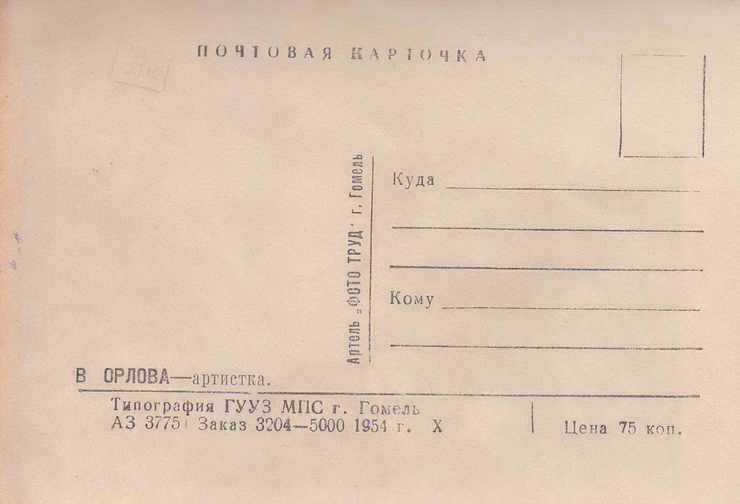 ПОЧТОВАЯ КАРТОЧКА
Куда
Кому
Артель „ФОТО ТРУД" г. Гомель
В ОРЛОВА—артистка.
Типография ГУУЗ МПС г. Гомель
АЗ 3775 Заказ 3204—5000 1954 г. X
Цена 75 коп.